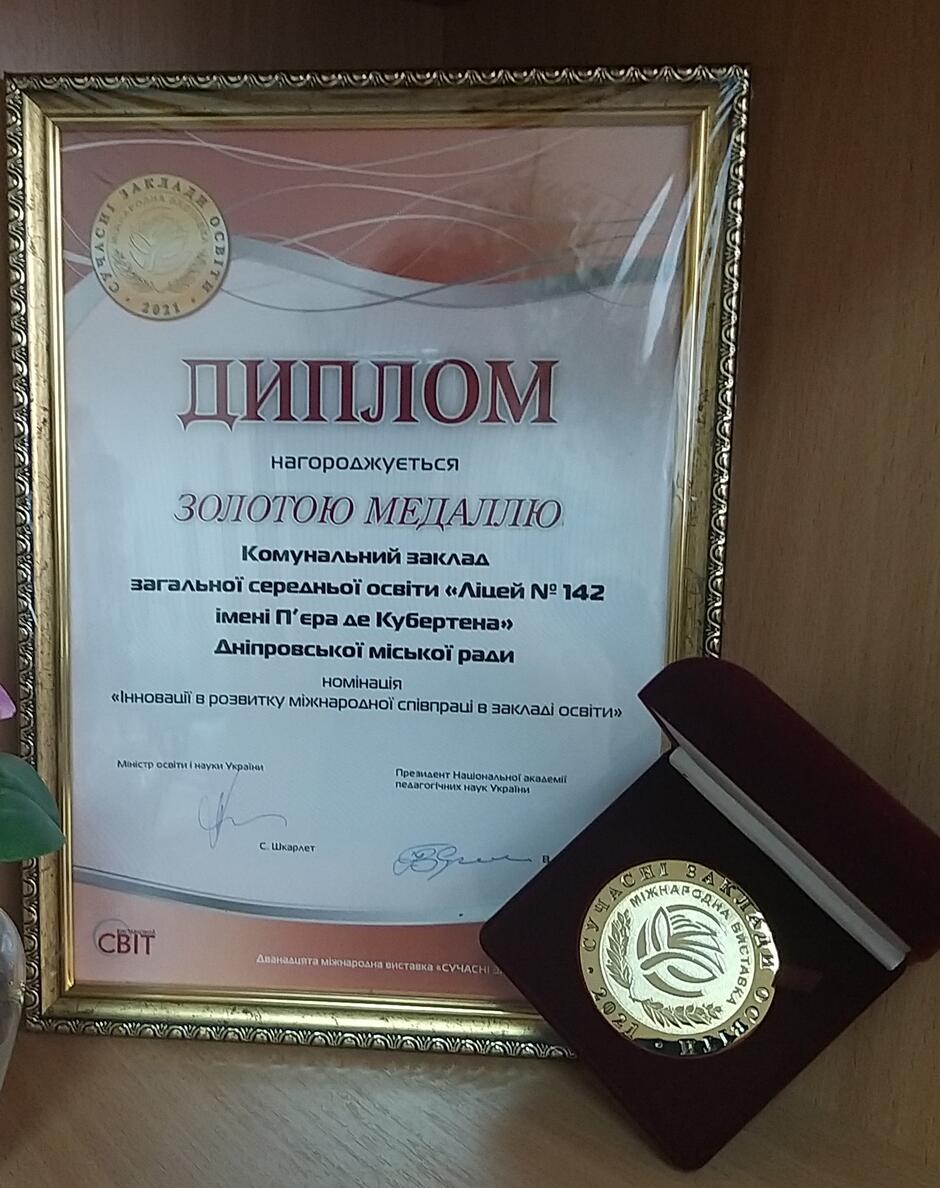 СУЧАСНІ ЗАКЛАДИ ОСВІТИ
МІЖНАРОДНА ВИСТАВКА
• 2021 •
ДИПЛОМ
нагороджується
ЗОЛОТОЮ МЕДАЛЛЮ
Комунальний заклад
загальної середньої освіти «Ліцей № 142
імені П’єра де Кубертена»
Дніпровської міської ради
номінація
«Інновації в розвитку міжнародної співпраці в закладі освіти»
Міністр освіти і науки України
С. Шкарлет
Президент Національної академії
педагогічних наук України
В
СВІТ
Дванадцята міжнародна виставка «СУЧАСНІ
СУЧАСНІ ЗАКЛАДИ ОСВІТИ
МІЖНАРОДНА ВИСТАВКА
• 2021 •